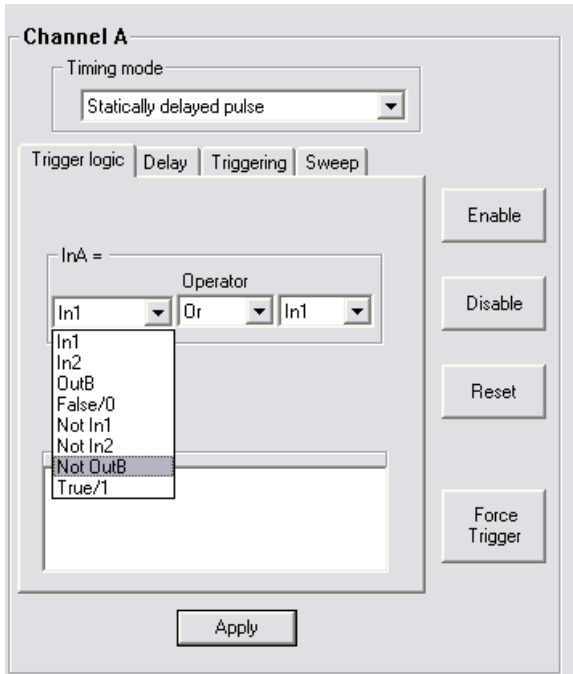 Channel A
Timing mode
Statically delayed pulse
Trigger logic Delay Triggering Sweep
InA =
Operator
In1 Or In1
In1
In2
OutB
False/0
Not In1
Not In2
Not OutB
True/1
Enable
Disable
Reset
Force
Trigger
Apply